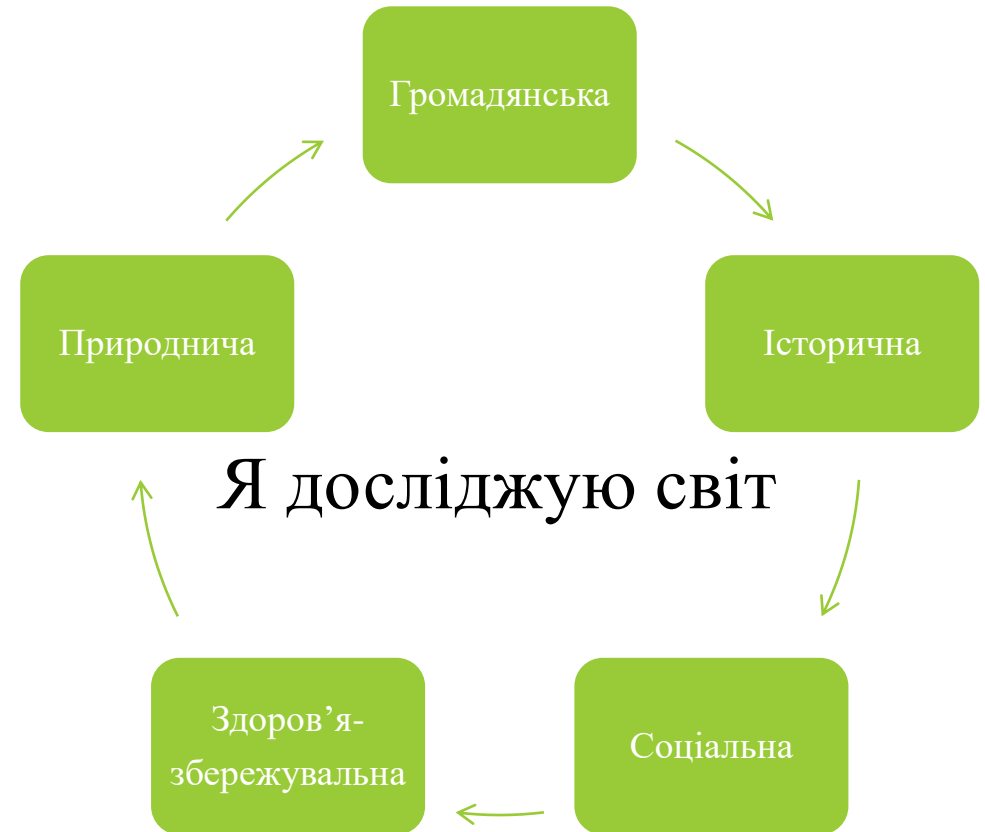 Громадянська
Природнича
Історична
Я досліджую світ
Здоров’я-
збережувальна
Соціальна